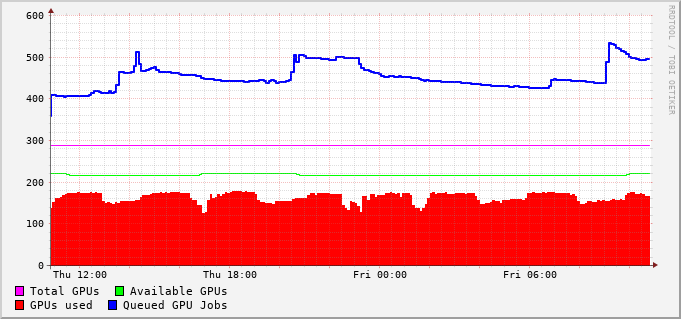 600
500
400
300
200
100
0
Thu 12:00 Thu 18:00 Fri 00:00 Fri 06:00
Total GPUs Available GPUs
GPUs used Queued GPU Jobs
RRDTOOL / TOBI OETIKER